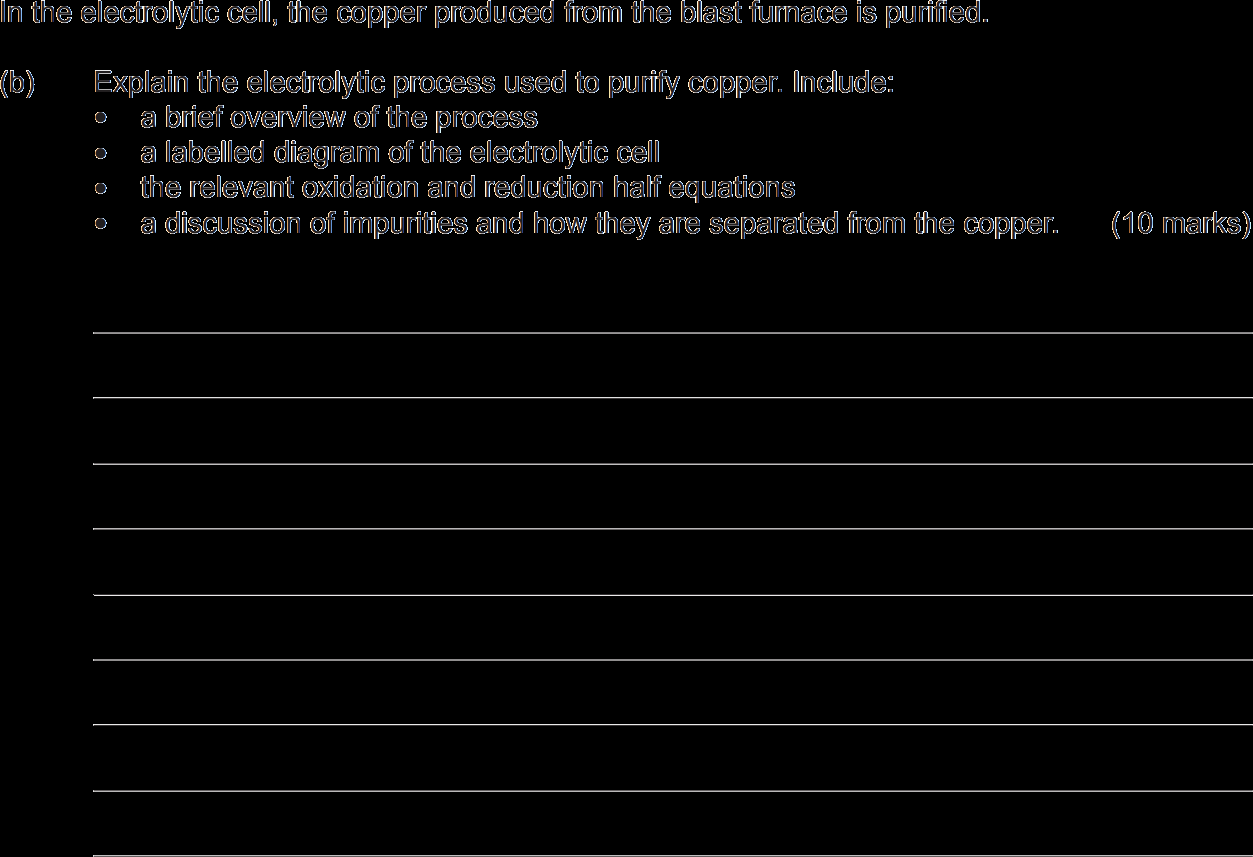 In the electrolytic cell, the copper produced from the blast furnace is purified.
(b) Explain the electrolytic process used to purify copper. Include:
• a brief overview of the process
• a labelled diagram of the electrolytic cell
• the relevant oxidation and reduction half equations
• a discussion of impurities and how they are separated from the copper. (10 marks)